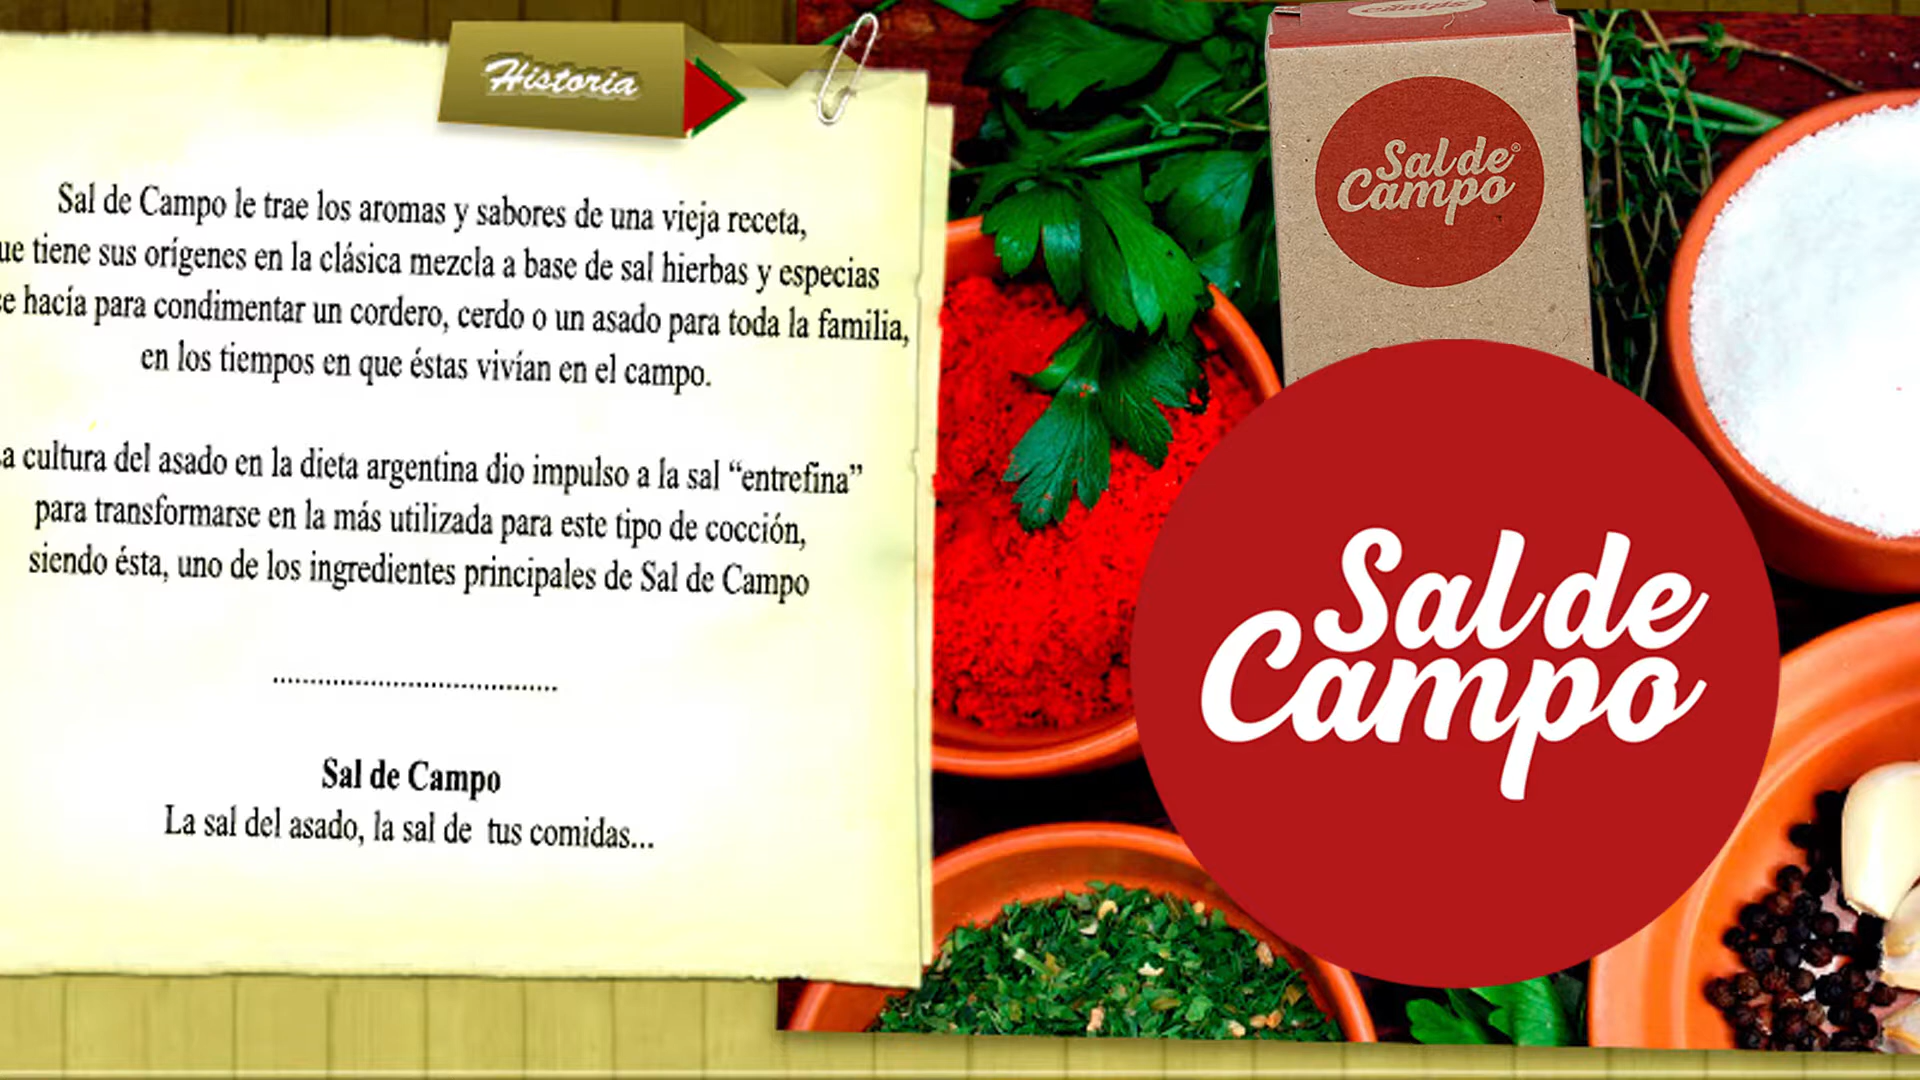 Historia
Sal de Campo le trae los aromas y sabores de una vieja receta,
ue tiene sus orígenes en la clásica mezcla a base de sal hierbas y especias
se hacía para condimentar un cordero, cerdo o un asado para toda la familia,
en los tiempos en que éstas vivían en el campo.
a cultura del asado en la dieta argentina dio impulso a la sal “entrefina”
para transformarse en la más utilizada para este tipo de cocción,
siendo ésta, uno de los ingredientes principales de Sal de Campo
Sal de Campo
La sal del asado, la sal de tus comidas...
Sal de®
Campo
Sal de
Campo